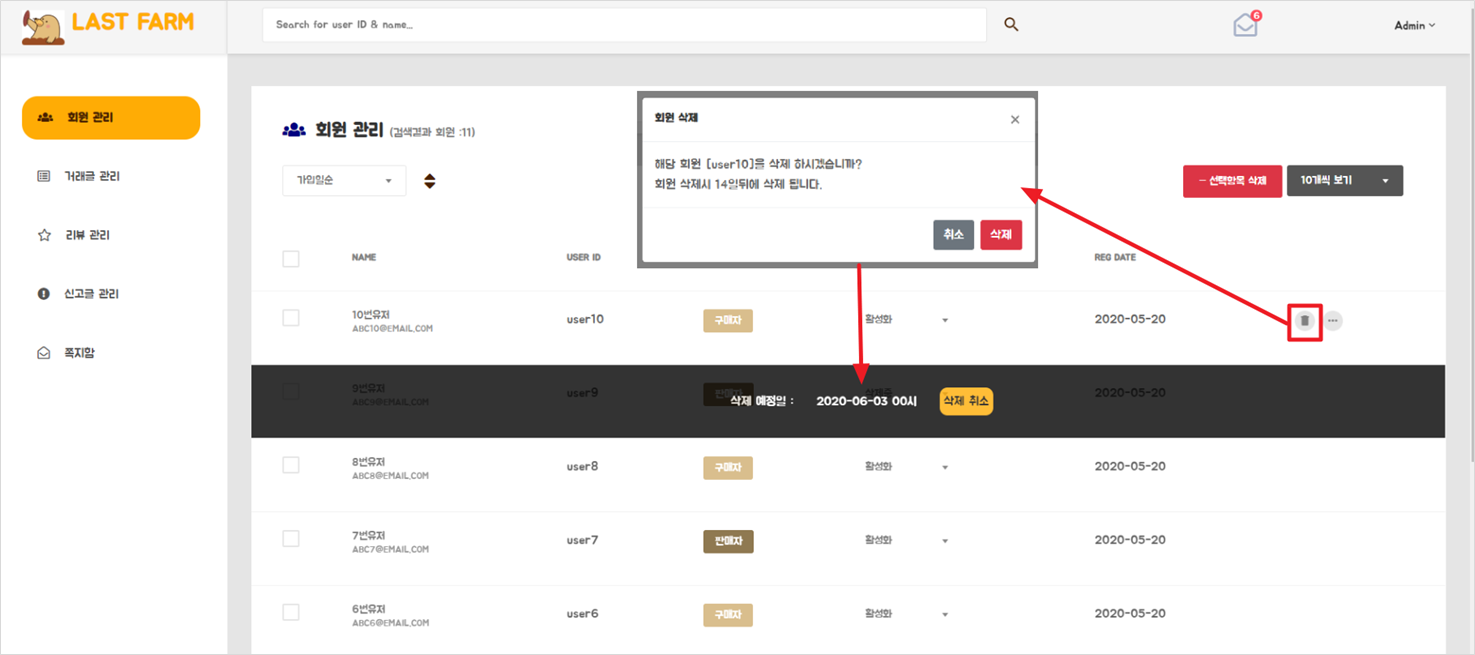 LAST FARM
Search for user ID & name...
6
Admin
회원 관리
거래글 관리
리뷰 관리
신고글 관리
쪽지함
회원 관리 (검색결과 회원 :11)
가입일순
- 선택항목 삭제
10개씩 보기
회원 삭제
×
해당 회원 [user10]을 삭제 하시겠습니까?
회원 삭제시 14일뒤에 삭제 됩니다.
취소
삭제
NAME
USER ID
REG DATE
10번유저
ABC10@EMAIL.COM
user10
구매자
활성화
2020-05-20
9번유저
ABC9@EMAIL.COM
user9
판매자
삭제 예정일 :
2020-06-03 00시
삭제 취소
2020-05-20
8번유저
ABC8@EMAIL.COM
user8
구매자
활성화
2020-05-20
7번유저
ABC7@EMAIL.COM
user7
판매자
활성화
2020-05-20
6번유저
ABC6@EMAIL.COM
user6
구매자
활성화
2020-05-20